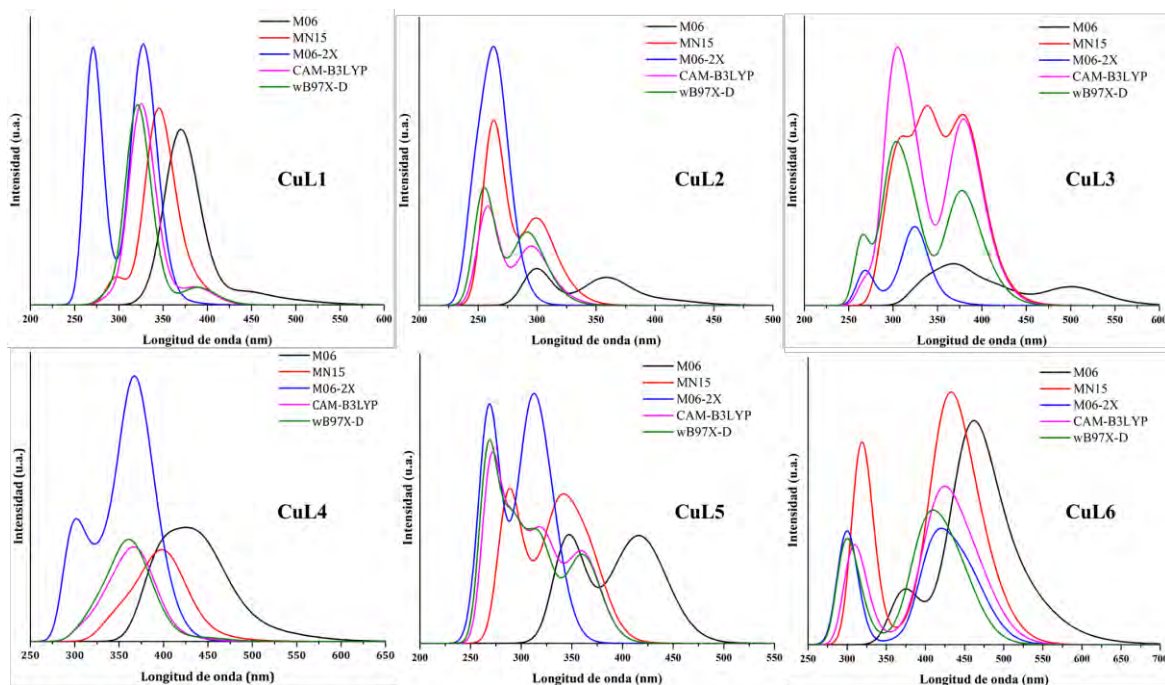 M06
MN15
M06-2X
CAM-B3LYP
wB97X-D
CuL1
Intensidad (u.a.)
200 250 300 350 400 450 500 550 600
Longitud de onda (nm)
M06
MN15
M06-2X
CAM-B3LYP
wB97X-D
CuL2
Intensidad (u.a.)
200 250 300 350 400 450 500
Longitud de onda (nm)
M06
MN15
M06-2X
CAM-B3LYP
wB97X-D
CuL3
Intensidad (u.a.)
200 250 300 350 400 450 500 550 600
Longitud de onda (nm)
M06
MN15
M06-2X
CAM-B3LYP
wB97X-D
CuL4
Intensidad (u.a.)
250 300 350 400 450 500 550 600 650
Longitud de onda (nm)
M06
MN15
M06-2X
CAM-B3LYP
wB97X-D
CuL5
Intensidad (u.a.)
200 250 300 350 400 450 500 550
Longitud de onda (nm)
M06
MN15
M06-2X
CAM-B3LYP
wB97X-D
CuL6
Intensidad (u.a.)
250 300 350 400 450 500 550 600 650 700
Longitud de onda (nm)